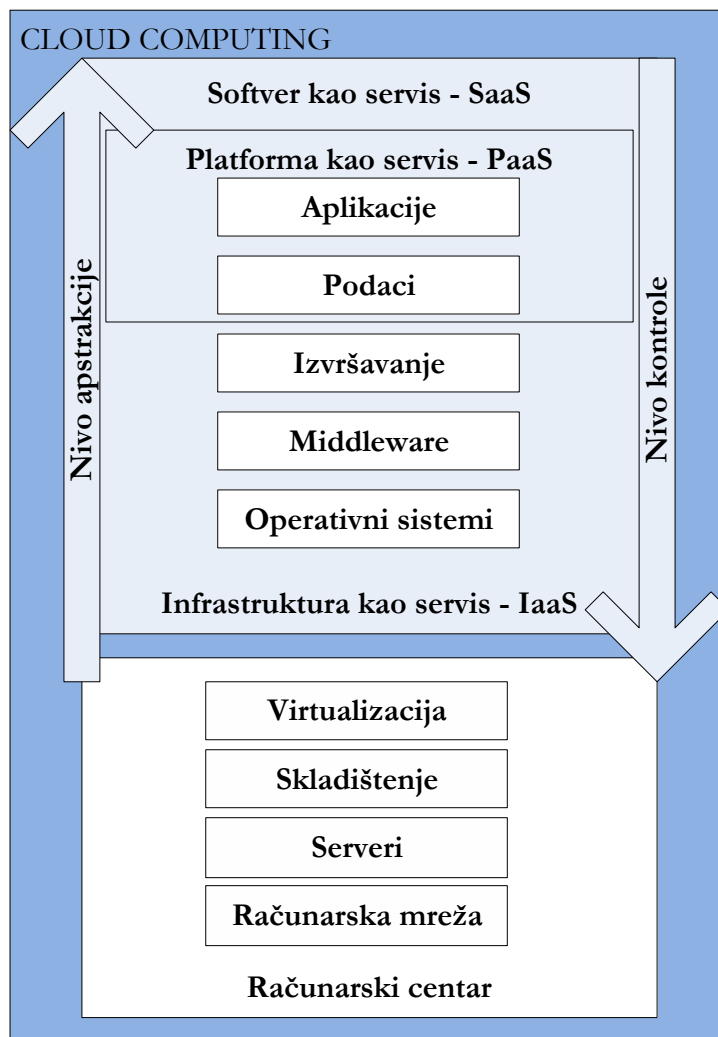 CLOUD COMPUTING
Softver kao servis - SaaS
Platforma kao servis - PaaS
Aplikacije
Podaci
Izvršavanje
Middleware
Operativni sistemi
Infrastruktura kao servis - IaaS
Nivo apstrakcije
Nivo kontrole
Virtualizacija
Skladištenje
Serveri
Računarska mreža
Računarski centar